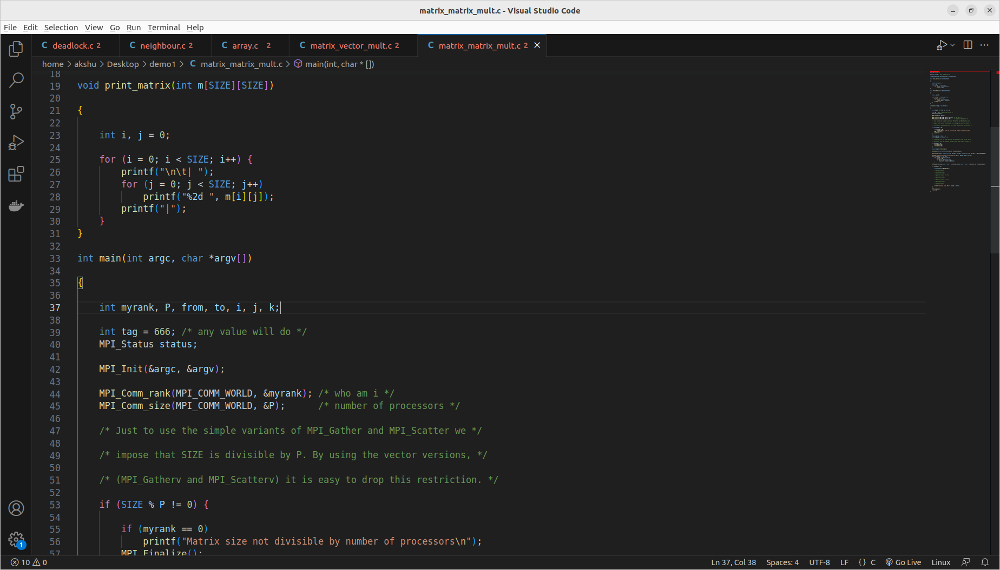 matrix_matrix_mult.c - Visual Studio Code
File Edit Selection View Go Run Terminal Help
C deadlock.c 2 C neighbour.c 2 C array.c 2 C matrix_vector_mult.c 2 C matrix_matrix_mult.c 2
home > akshu > Desktop > demo1 > C matrix_matrix_mult.c > main(int, char * [])
18
19 void print_matrix(int m[SIZE][SIZE])
20
21 {
22
23     int i, j = 0;
24
25     for (i = 0; i < SIZE; i++) {
26         printf("\n\t| ");
27         for (j = 0; j < SIZE; j++)
28             printf("%2d ", m[i][j]);
29         printf("|");
30     }
31 }
32
33 int main(int argc, char *argv[])
34
35 {
36
37     int myrank, P, from, to, i, j, k;
38
39     int tag = 666; /* any value will do */
40     MPI_Status status;
41
42     MPI_Init(&argc, &argv);
43
44     MPI_Comm_rank(MPI_COMM_WORLD, &myrank); /* who am i */
45     MPI_Comm_size(MPI_COMM_WORLD, &P);      /* number of processors */
46
47     /* Just to use the simple variants of MPI_Gather and MPI_Scatter we */
48
49     /* impose that SIZE is divisible by P. By using the vector versions, */
50
51     /* (MPI_Gatherv and MPI_Scatterv) it is easy to drop this restriction. */
52
53     if (SIZE % P != 0) {
54
55         if (myrank == 0)
56             printf("Matrix size not divisible by number of processors\n");
57         MPI_Finalize();
1
10 0 Ln 37, Col 38 Spaces: 4 UTF-8 LF {} C Go Live Linux